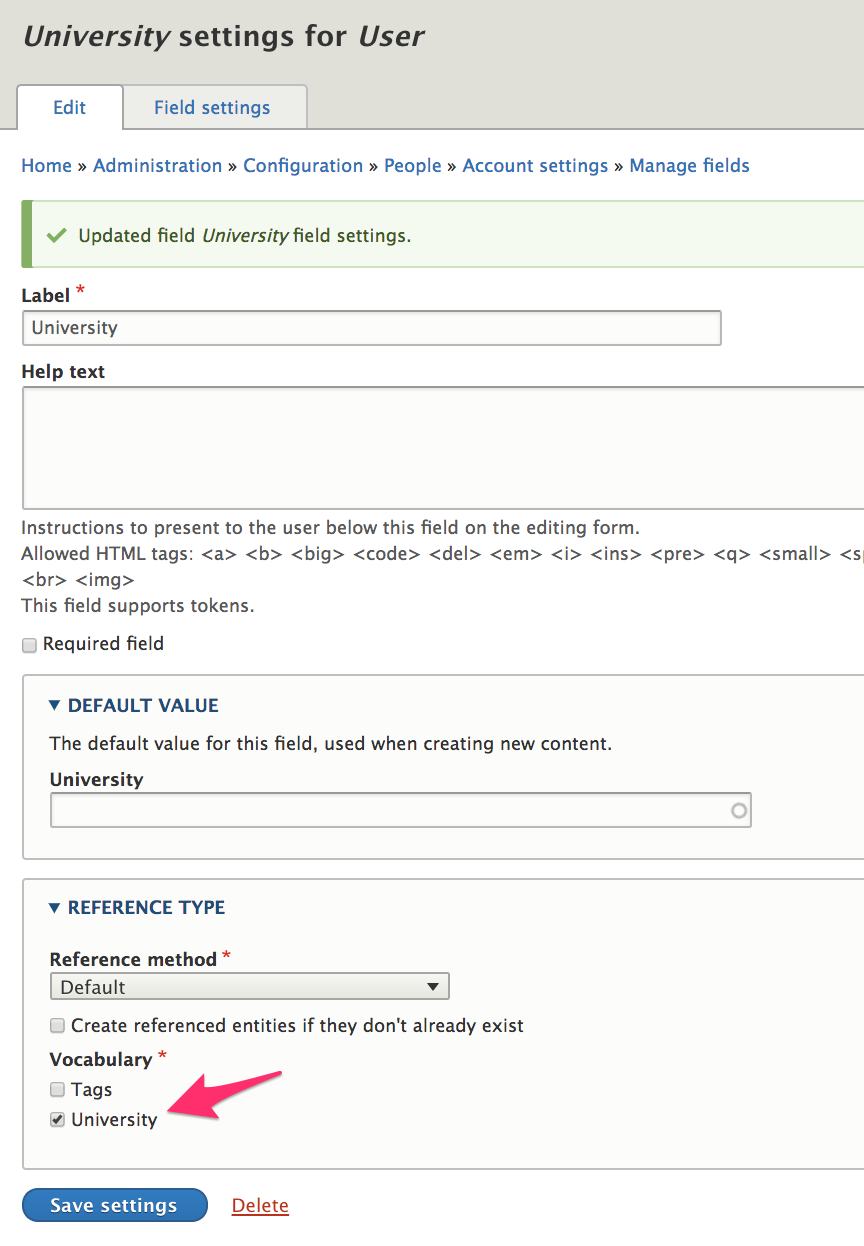 University settings for User
Edit Field settings
Home » Administration » Configuration » People » Account settings » Manage fields
Updated field University field settings.
Label *
University
Help text
Instructions to present to the user below this field on the editing form.
Allowed HTML tags: <a> <b> <big> <code> <del> <em> <i> <ins> <pre> <q> <small>
<br> <img>
This field supports tokens.
Required field
DEFAULT VALUE
The default value for this field, used when creating new content.
University
REFERENCE TYPE
Reference method *
Default
Create referenced entities if they don't already exist
Vocabulary *
Tags
University
Save settings Delete